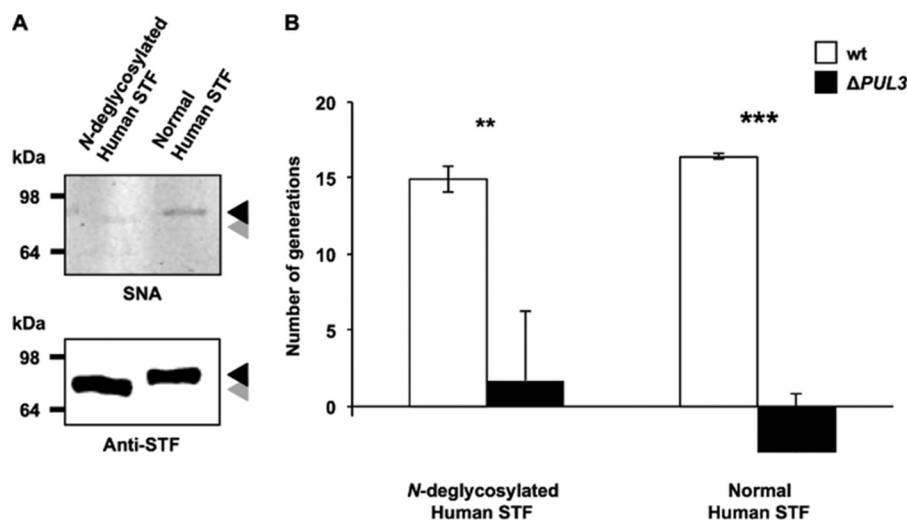 A
N-deglycosylated
Human STF
Normal
Human STF
kDa
98
64
SNA
kDa
98
64
Anti-STF
B
wt
ΔPUL3
Number of generations
20
15
10
5
0
**
***
N-deglycosylated
Human STF
Normal
Human STF